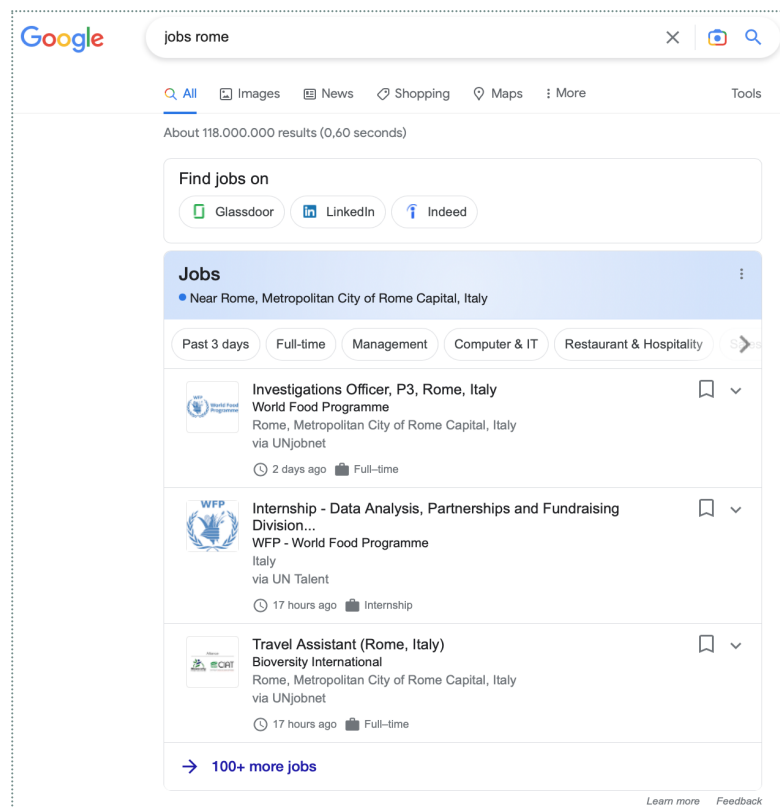 Google
jobs rome
All Images News Shopping Maps More Tools
About 118.000.000 results (0,60 seconds)
Find jobs on
Glassdoor LinkedIn Indeed
Jobs
Near Rome, Metropolitan City of Rome Capital, Italy
Past 3 days Full-time Management Computer & IT Restaurant & Hospitality
WFP World Food Programme
Investigations Officer, P3, Rome, Italy
World Food Programme
Rome, Metropolitan City of Rome Capital, Italy
via UNjobnet
2 days ago Full–time
WFP
Internship - Data Analysis, Partnerships and Fundraising
Division...
WFP - World Food Programme
Italy
via UN Talent
17 hours ago Internship
CIAT
Travel Assistant (Rome, Italy)
Bioversity International
Rome, Metropolitan City of Rome Capital, Italy
via UNjobnet
17 hours ago Full–time
100+ more jobs
Learn more Feedback